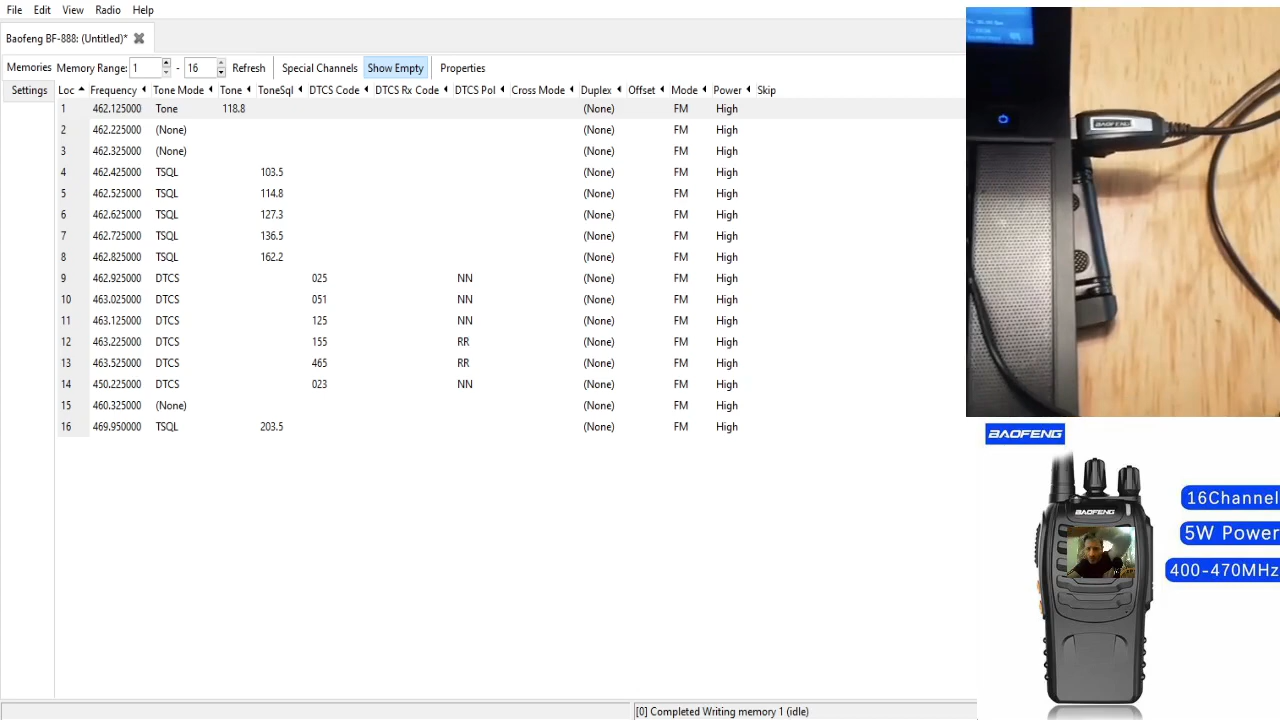 File Edit View Radio Help
Baofeng BF-888: (Untitled)*
Memories Memory Range: 1 - 16 Refresh Special Channels Show Empty Properties
Settings
Loc Frequency Tone Mode Tone ToneSql DTCS Code DTCS Rx Code DTCS Pol Cross Mode Duplex Offset Mode Power Skip
1 462.125000 Tone 118.8 (None) FM High
2 462.225000 (None) (None) FM High
3 462.325000 (None) (None) FM High
4 462.425000 TSQL 103.5 (None) FM High
5 462.525000 TSQL 114.8 (None) FM High
6 462.625000 TSQL 127.3 (None) FM High
7 462.725000 TSQL (None) FM High
8 462.825000 TSQL 162.2 (None) FM High
9 462.925000 DTCS 025 NN (None) FM High
10 463.025000 DTCS 051 NN (None) FM High
11 463.125000 DTCS 125 NN (None) FM High
12 463.225000 DTCS 155 RR (None) FM High
13 463.525000 DTCS 465 RR (None) FM High
14 450.225000 DTCS 023 NN (None) FM High
15 460.325000 (None) (None) FM High
16 469.950000 TSQL 203.5 (None) FM High
[0] Completed Writing memory 1 (idle)
BAOFENG
BAOFENG
BAOFENG
16Channel
5W Power
400-470MHz